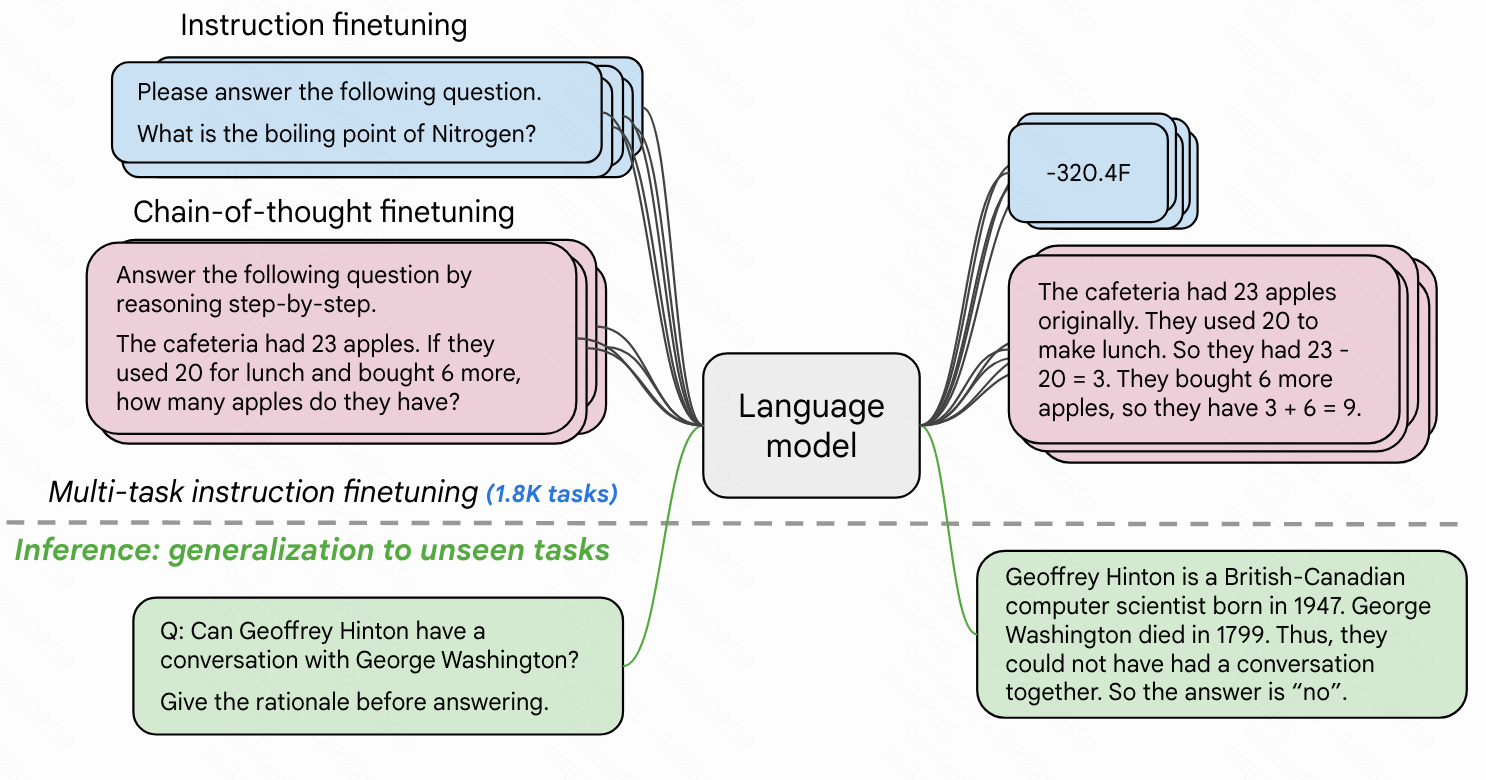 Instruction finetuning
Please answer the following question.
What is the boiling point of Nitrogen?
Chain-of-thought finetuning
Answer the following question by
reasoning step-by-step.
The cafeteria had 23 apples. If they
used 20 for lunch and bought 6 more,
how many apples do they have?
Multi-task instruction finetuning (1.8K tasks)
Inference: generalization to unseen tasks
Q: Can Geoffrey Hinton have a
conversation with George Washington?
Give the rationale before answering.
Language
model
-320.4F
The cafeteria had 23 apples
originally. They used 20 to
make lunch. So they had 23 -
20 = 3. They bought 6 more
apples, so they have 3 + 6 = 9.
Geoffrey Hinton is a British-Canadian
computer scientist born in 1947. George
Washington died in 1799. Thus, they
could not have had a conversation
together. So the answer is “no”.